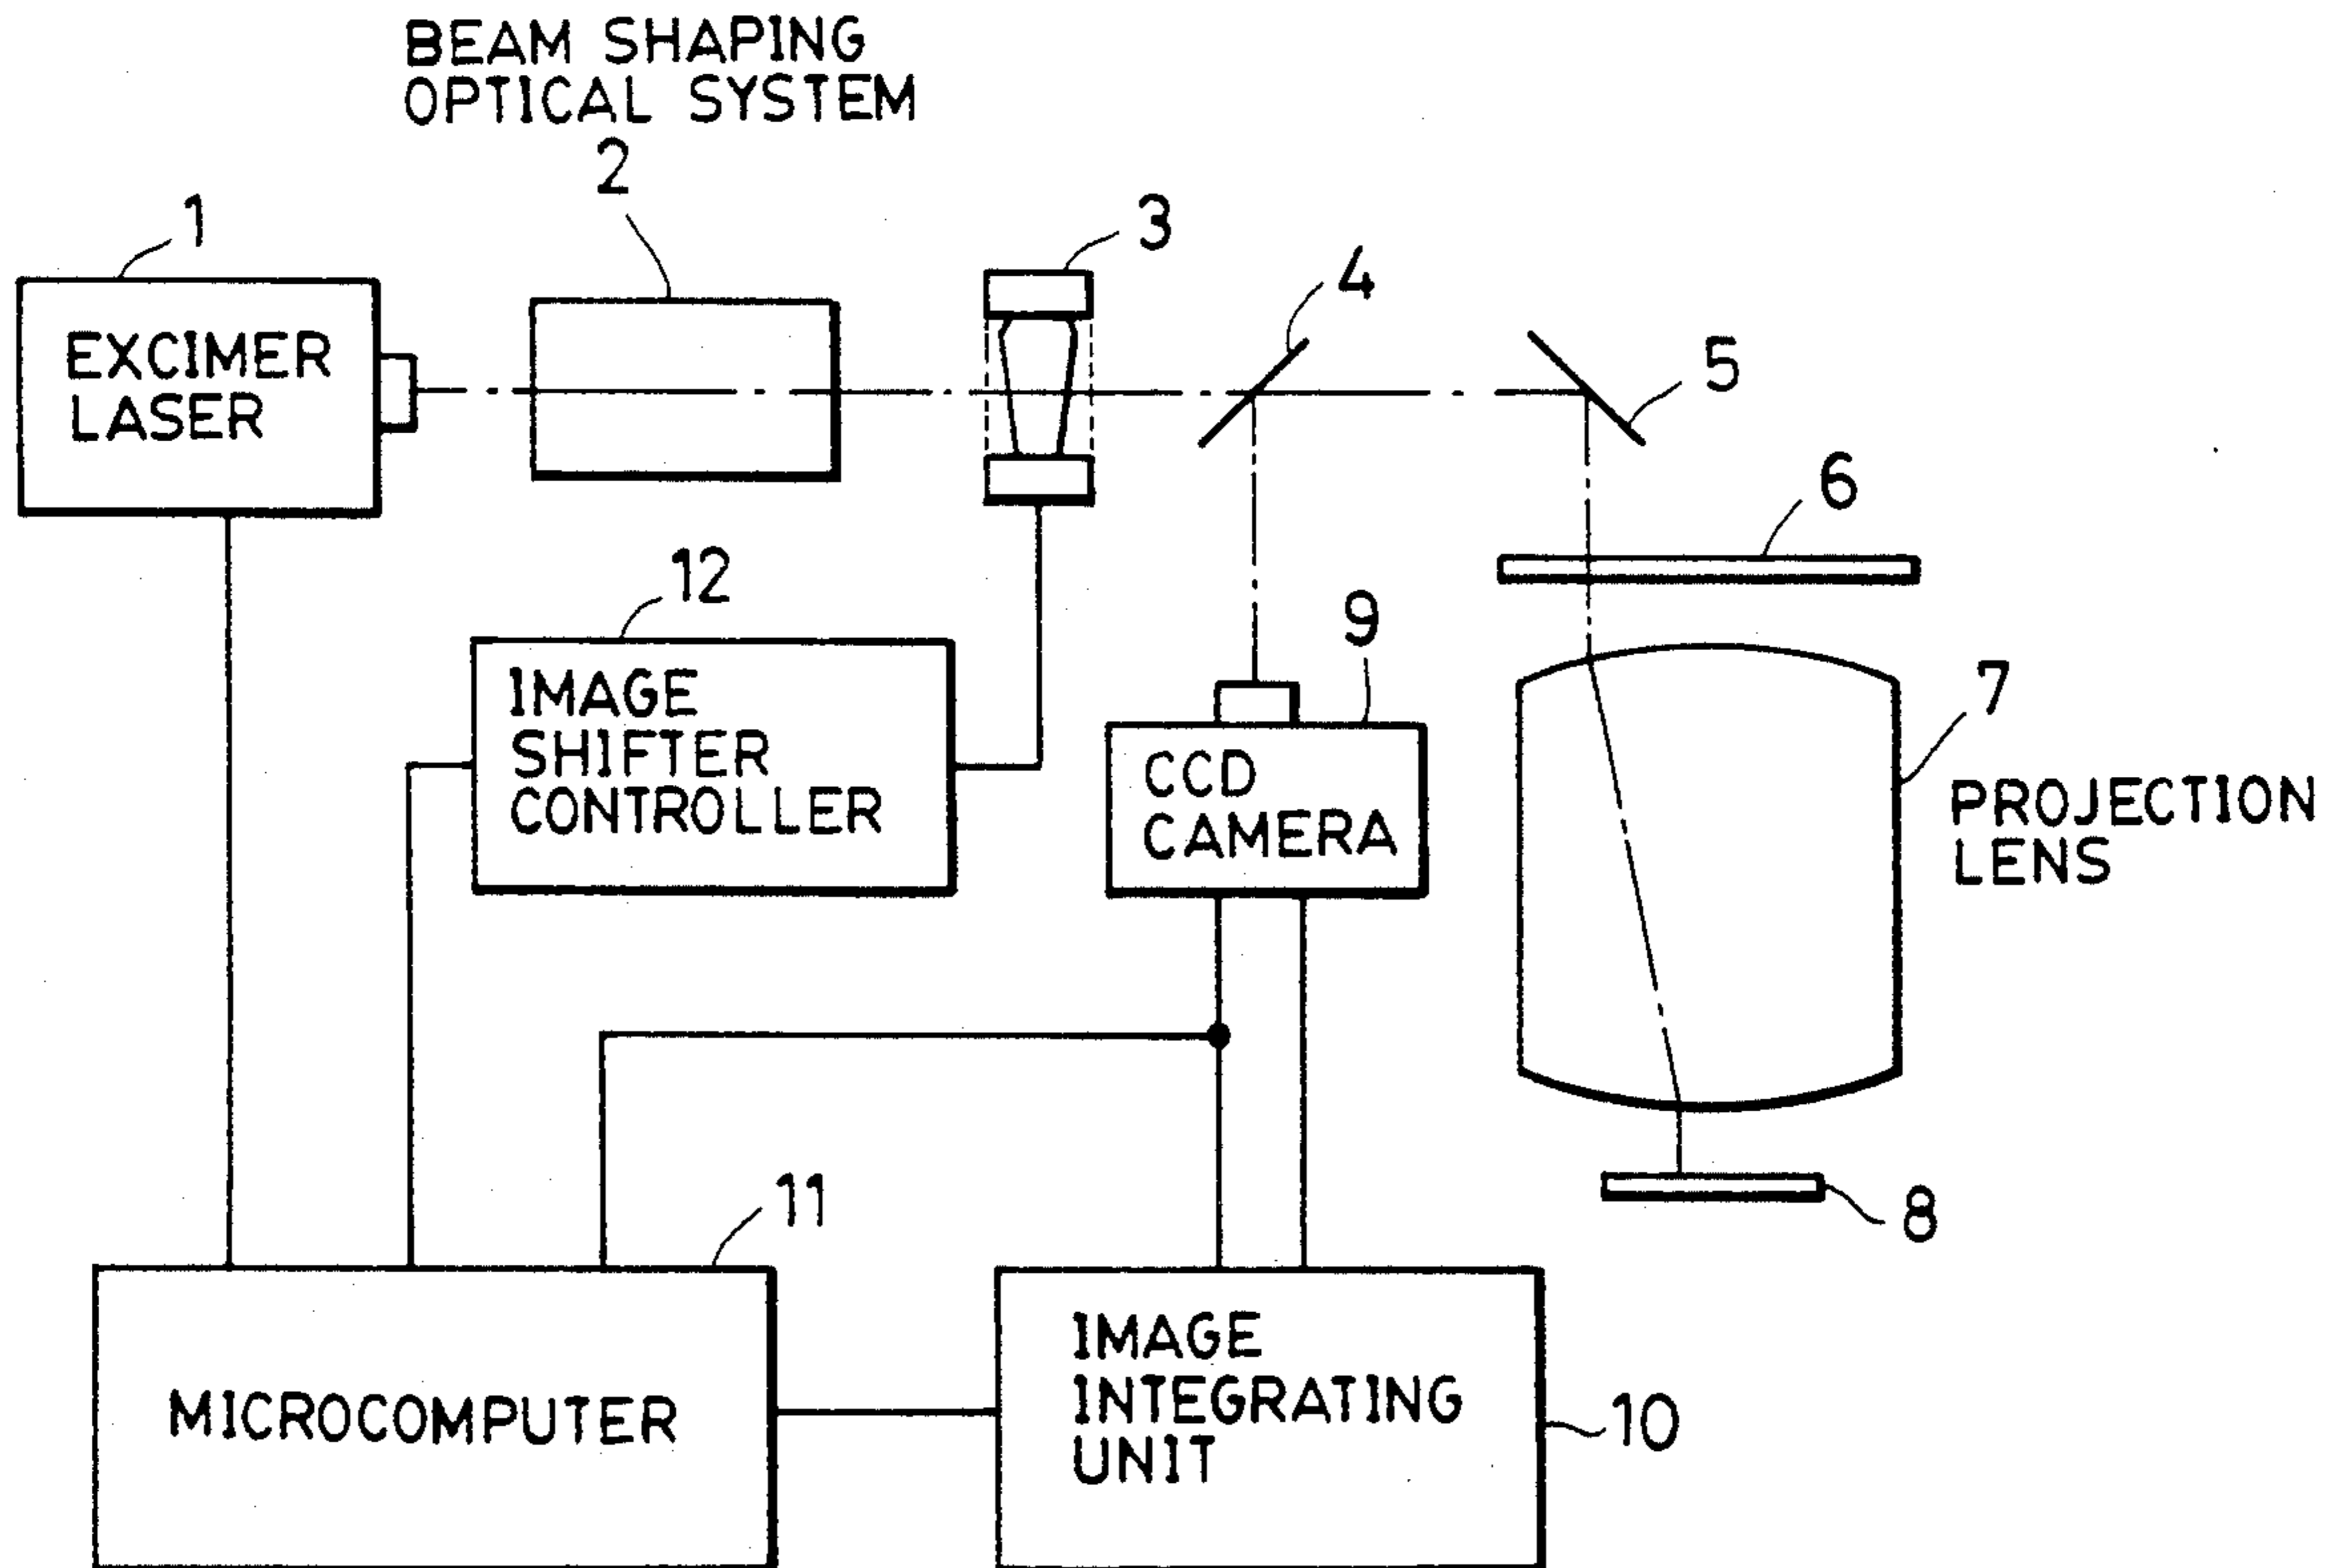 BEAM SHAPING
OPTICAL SYSTEM
2
1
3
4
5
EXCIMER
LASER
6
12
9
7
IMAGE
SHIFTER
CONTROLLER
CCD
CAMERA
PROJECTION
LENS
11
8
MICROCOMPUTER
IMAGE
INTEGRATING
UNIT
10